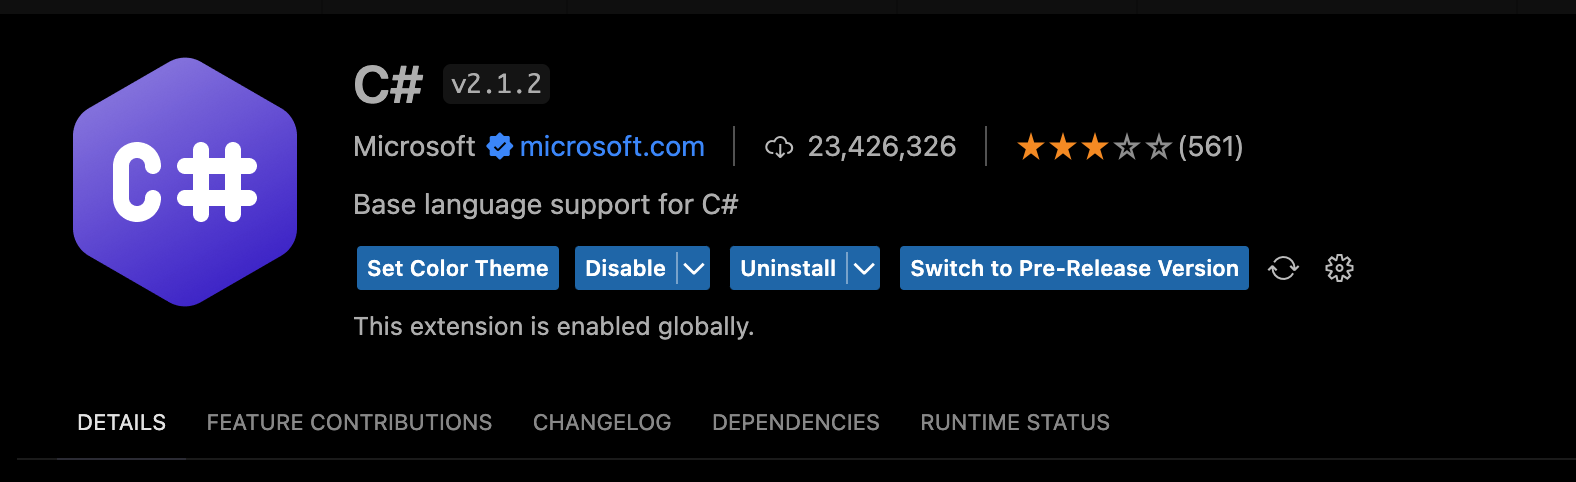 C#
C# v2.1.2
Microsoft microsoft.com 23,426,326 (561)
Base language support for C#
Set Color Theme Disable Uninstall Switch to Pre-Release Version
This extension is enabled globally.
DETAILS FEATURE CONTRIBUTIONS CHANGELOG DEPENDENCIES RUNTIME STATUS